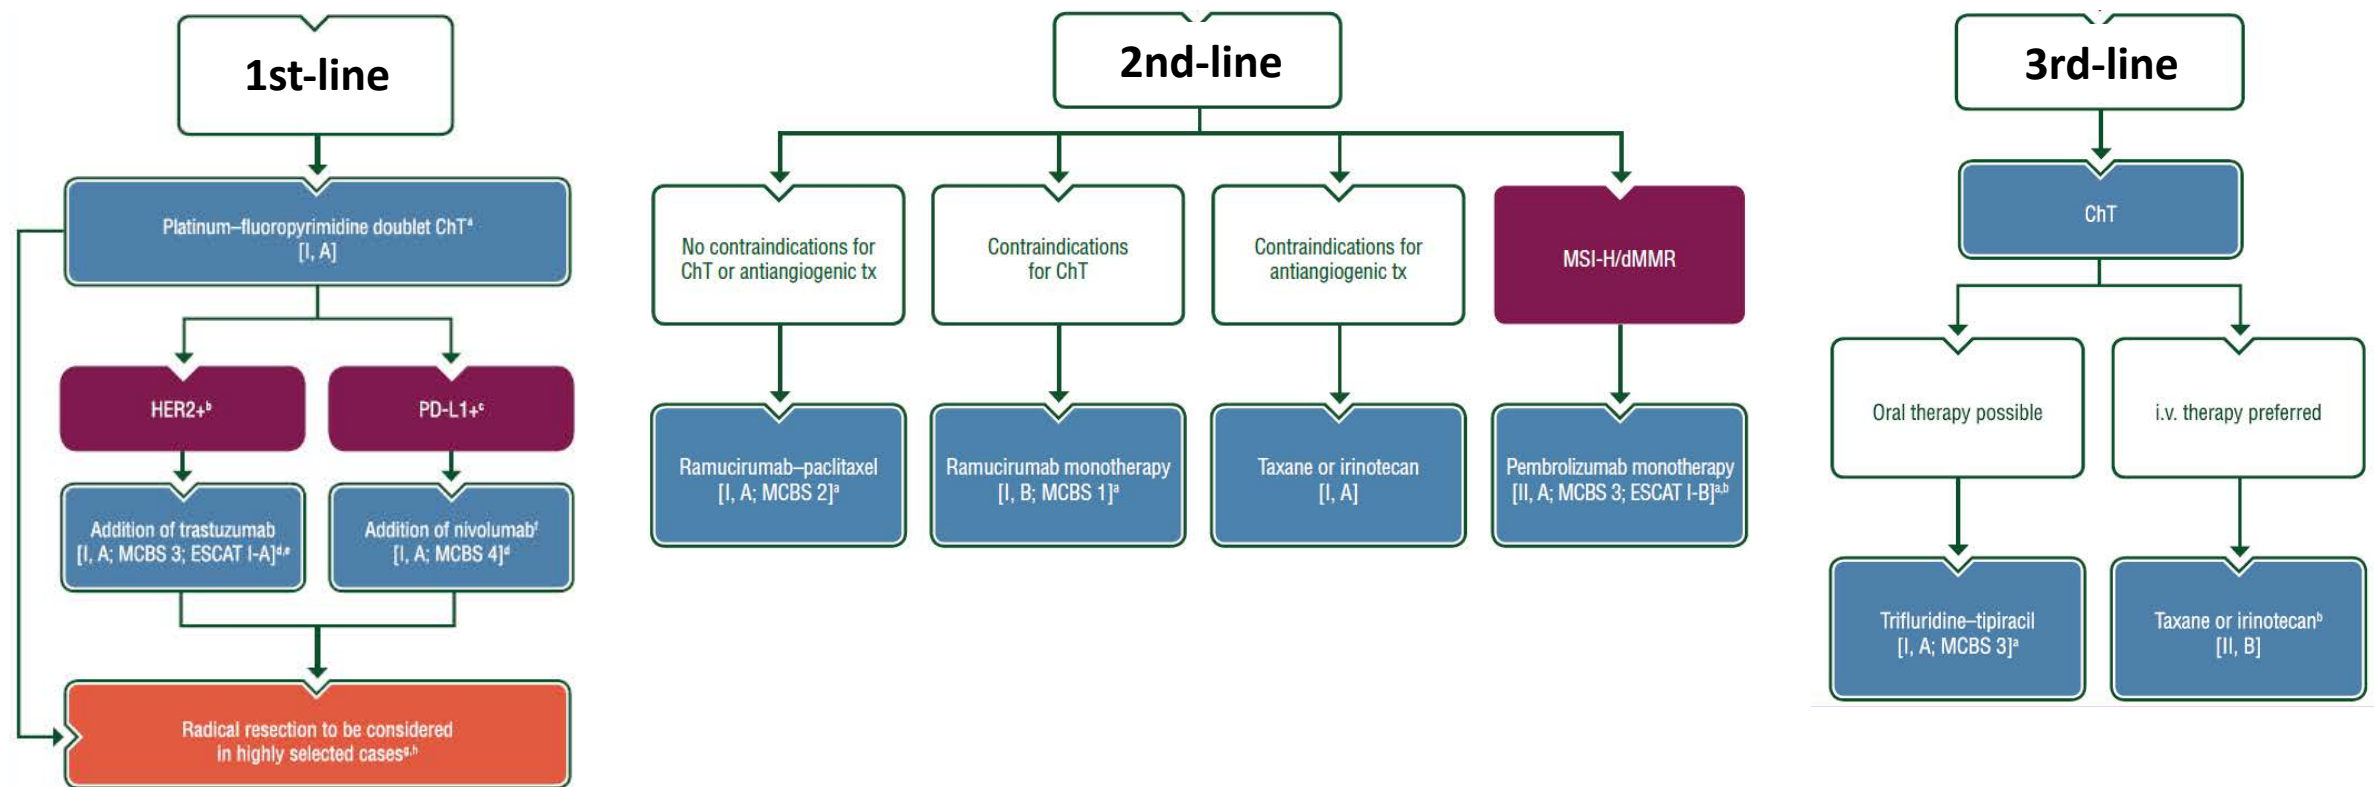 1st-line
Platinum–fluoropyrimidine doublet ChTᵃ
[I, A]
HER2+ᵇ
PD-L1+ᶜ
Addition of trastuzumab
[I, A; MCBS 3; ESCAT I-A]ᵈ,ᵉ
Addition of nivolumabᶠ
[I, A; MCBS 4]ᵈ
Radical resection to be considered
in highly selected casesᵍ,ʰ
2nd-line
No contraindications for
ChT or antiangiogenic tx
Contraindications
for ChT
Contraindications for
antiangiogenic tx
MSI-H/dMMR
Ramucirumab–paclitaxel
[I, A; MCBS 2]ᵃ
Ramucirumab monotherapy
[I, B; MCBS 1]ᵃ
Taxane or irinotecan
[I, A]
Pembrolizumab monotherapy
[II, A; MCBS 3; ESCAT I-B]ᵃ,ᵇ
3rd-line
ChT
Oral therapy possible
i.v. therapy preferred
Trifluridine–tipiracil
[I, A; MCBS 3]ᵃ
Taxane or irinotecanᵇ
[II, B]